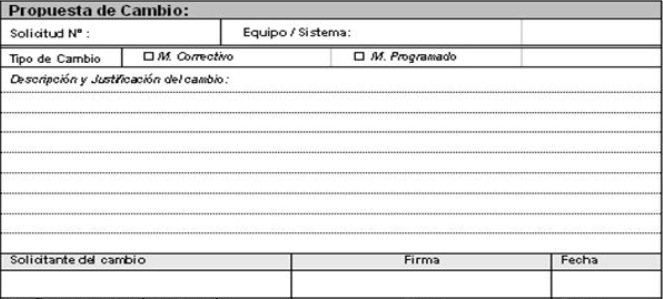 Propuesta de Cambio:
Solicitud Nº : Equipo / Sistema:
Tipo de Cambio ☐ M. Correctivo ☐ M. Programado
Descripción y Justificación del cambio:
Solicitante del cambio Firma Fecha